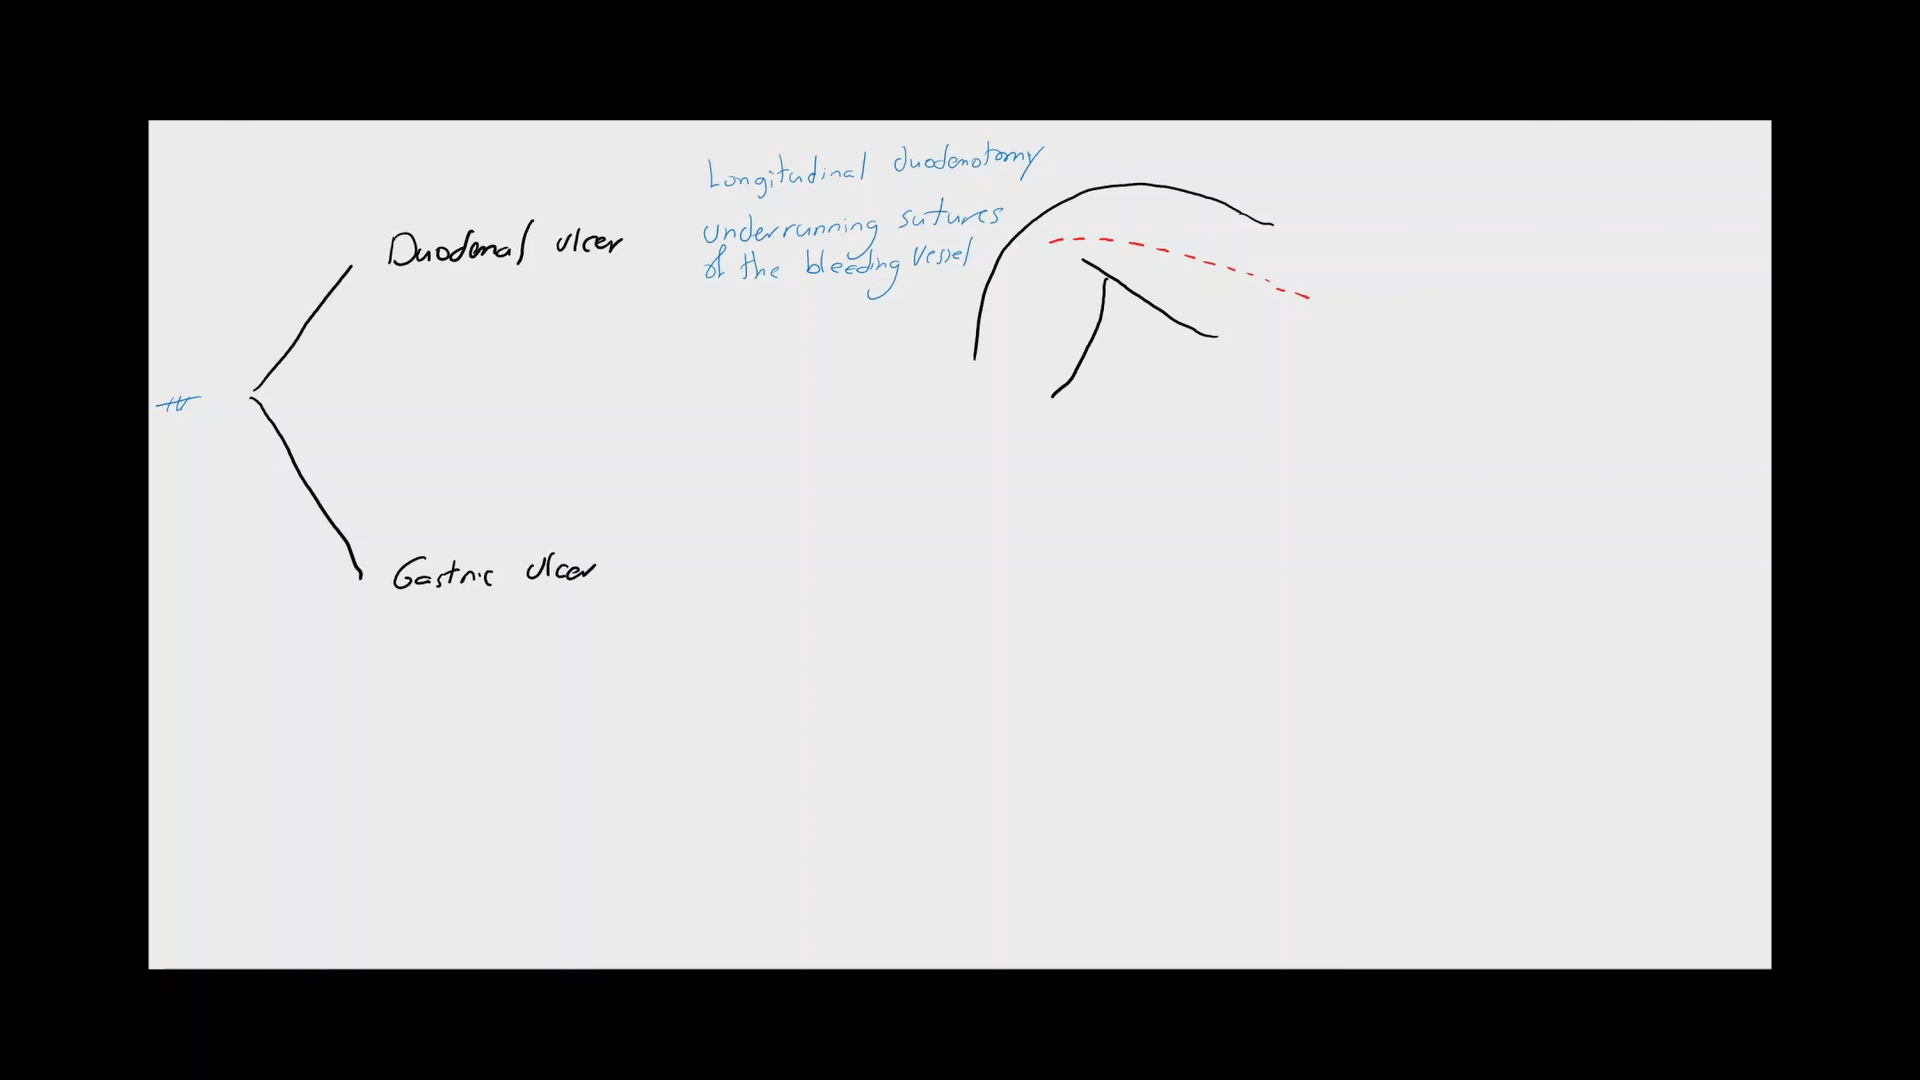 Longitudinal duodenotomy
Duodenal ulcer
underrunning sutures
of the bleeding vessel
Gastric ulcer